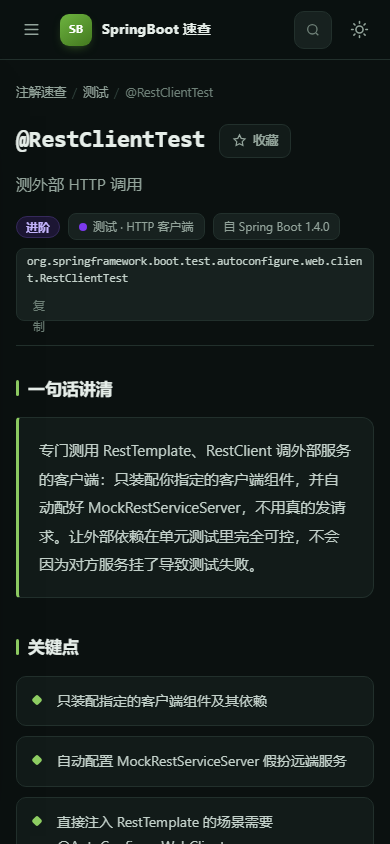 SB SpringBoot 速查
注解速查 / 测试 / @RestClientTest
@RestClientTest
收藏
测外部 HTTP 调用
进阶
测试 · HTTP 客户端
自 Spring Boot 1.4.0
org.springframework.boot.test.autoconfigure.web.clien
t.RestClientTest
复
制
一句话讲清
专门测用 RestTemplate、RestClient 调外部服务
的客户端：只装配你指定的客户端组件，并自
动配好 MockRestServiceServer，不用真的发请
求。让外部依赖在单元测试里完全可控，不会
因为对方服务挂了导致测试失败。
关键点
只装配指定的客户端组件及其依赖
自动配置 MockRestServiceServer 假扮远端服务
直接注入 RestTemplate 的场景需要